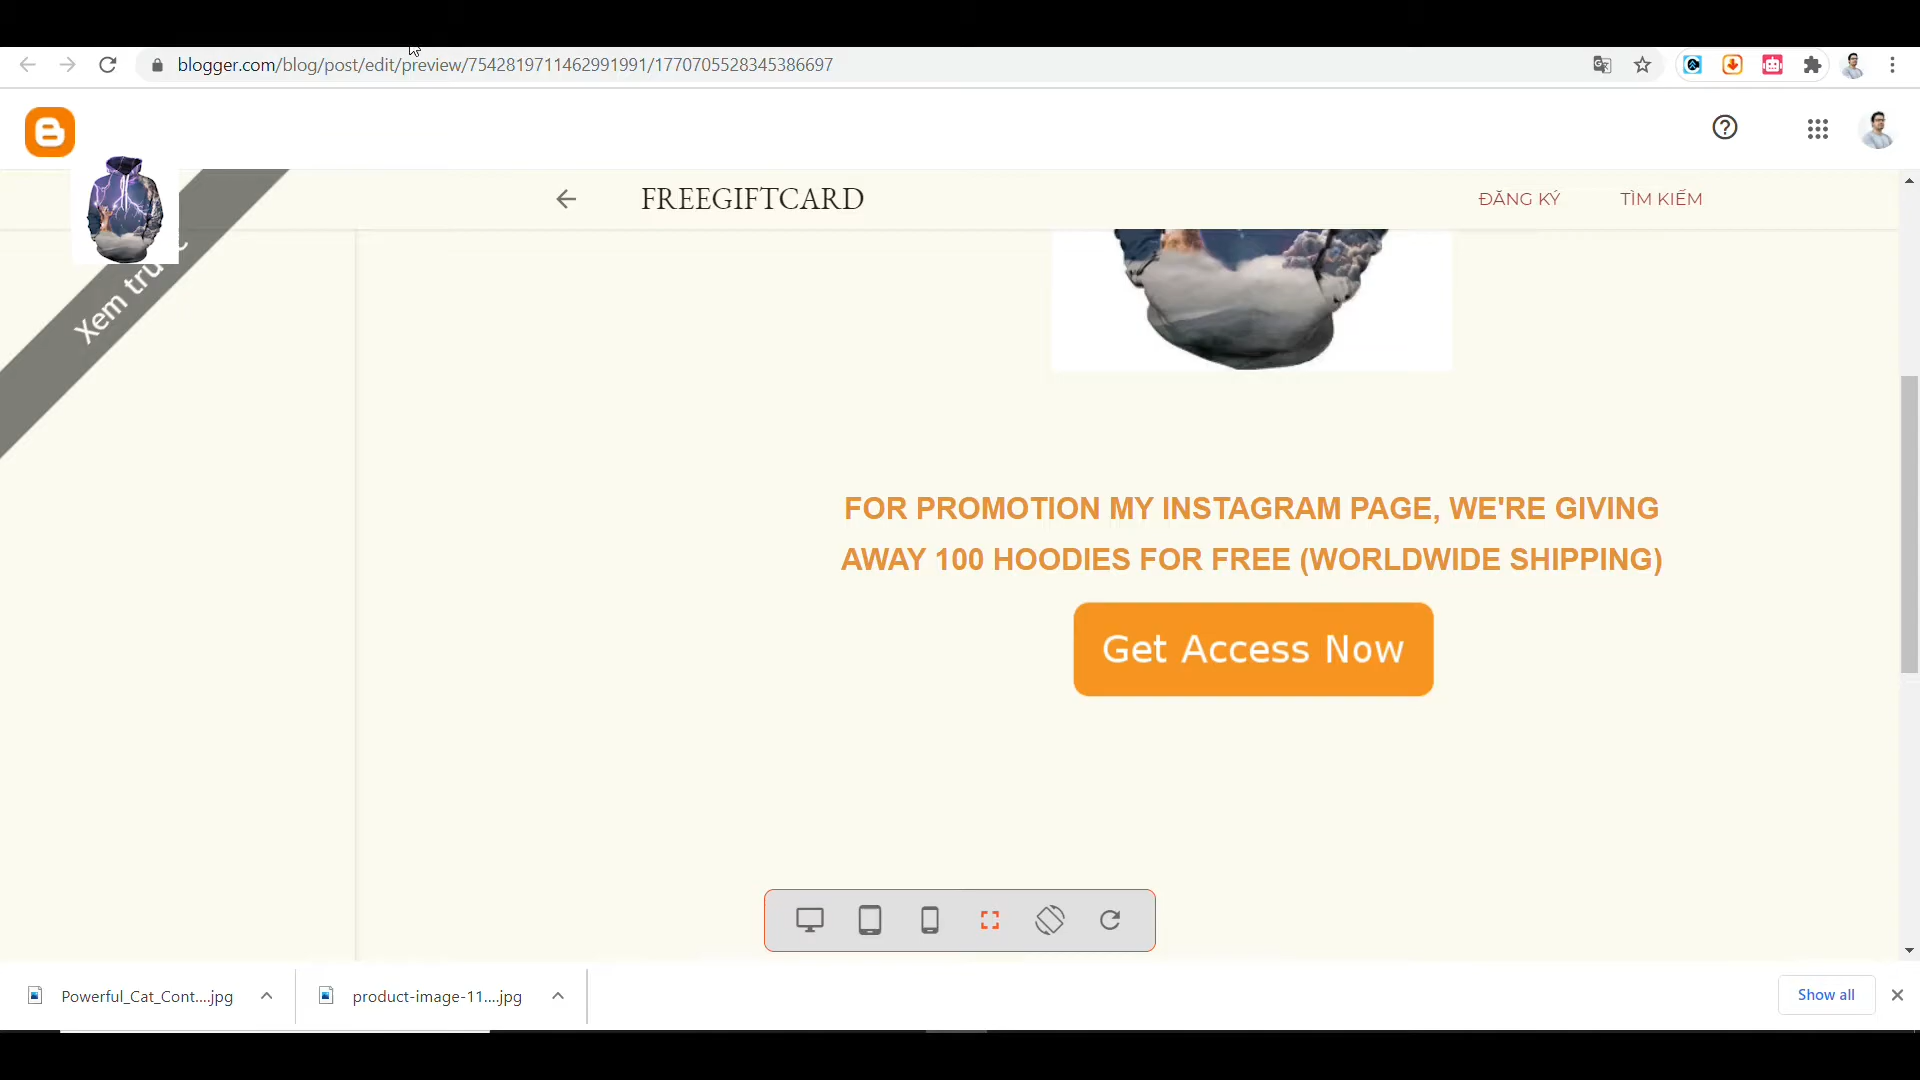 blogger.com/blog/post/edit/preview/7542819711462991991/1770705528345386697
FREEGIFTCARD
ĐĂNG KÝ
TÌM KIẾM
Xem trước
FOR PROMOTION MY INSTAGRAM PAGE, WE'RE GIVING
AWAY 100 HOODIES FOR FREE (WORLDWIDE SHIPPING)
Get Access Now
Powerful_Cat_Cont....jpg
product-image-11....jpg
Show all